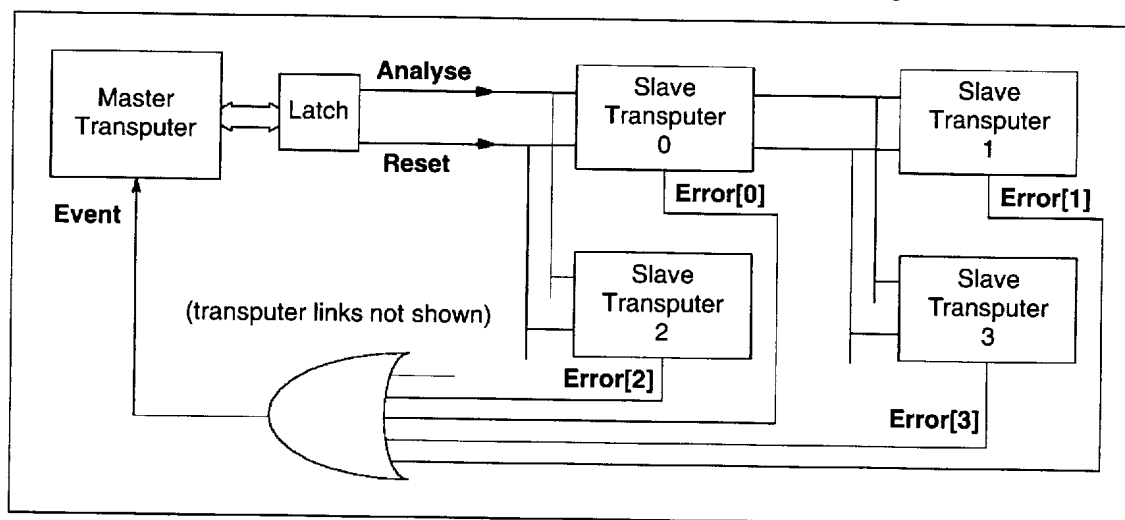 Master
Transputer
Latch
Analyse
Reset
Slave
Transputer
0
Slave
Transputer
1
Error[0]
Error[1]
Event
Slave
Transputer
2
Slave
Transputer
3
(transputer links not shown)
Error[2]
Error[3]